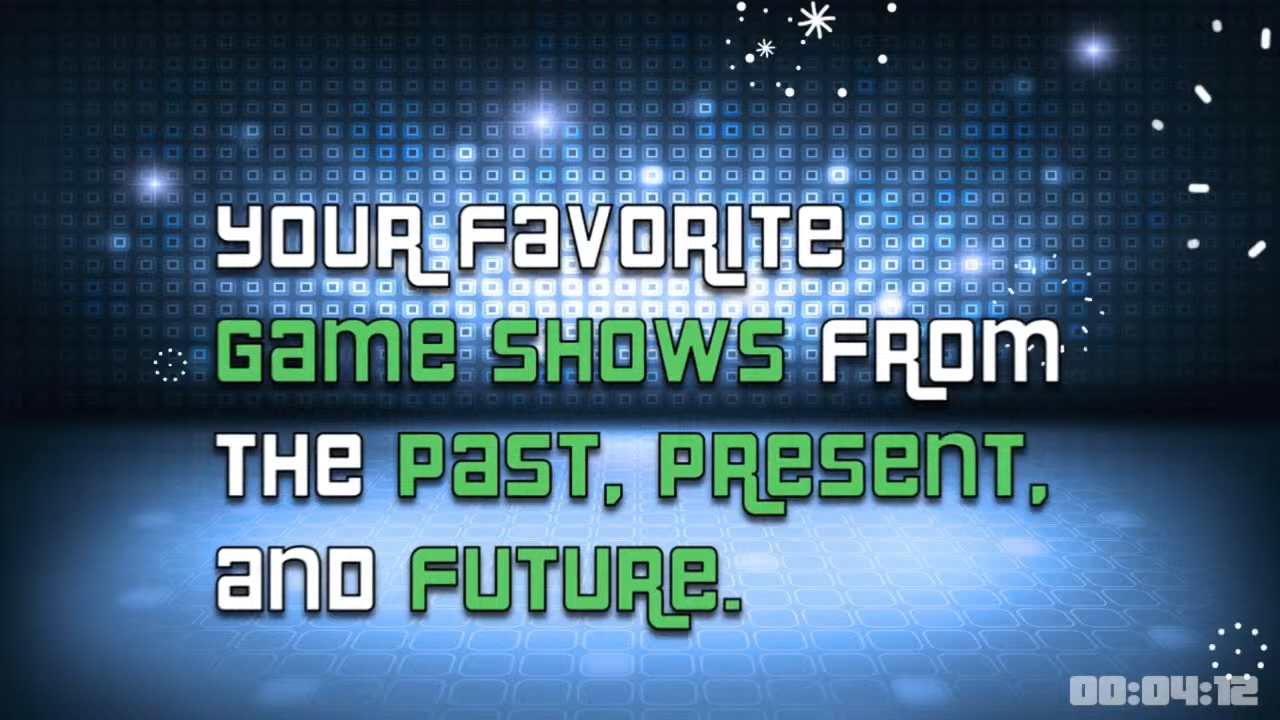 Your Favorite
Game Shows From
The Past, Present,
and Future.
00:04:12